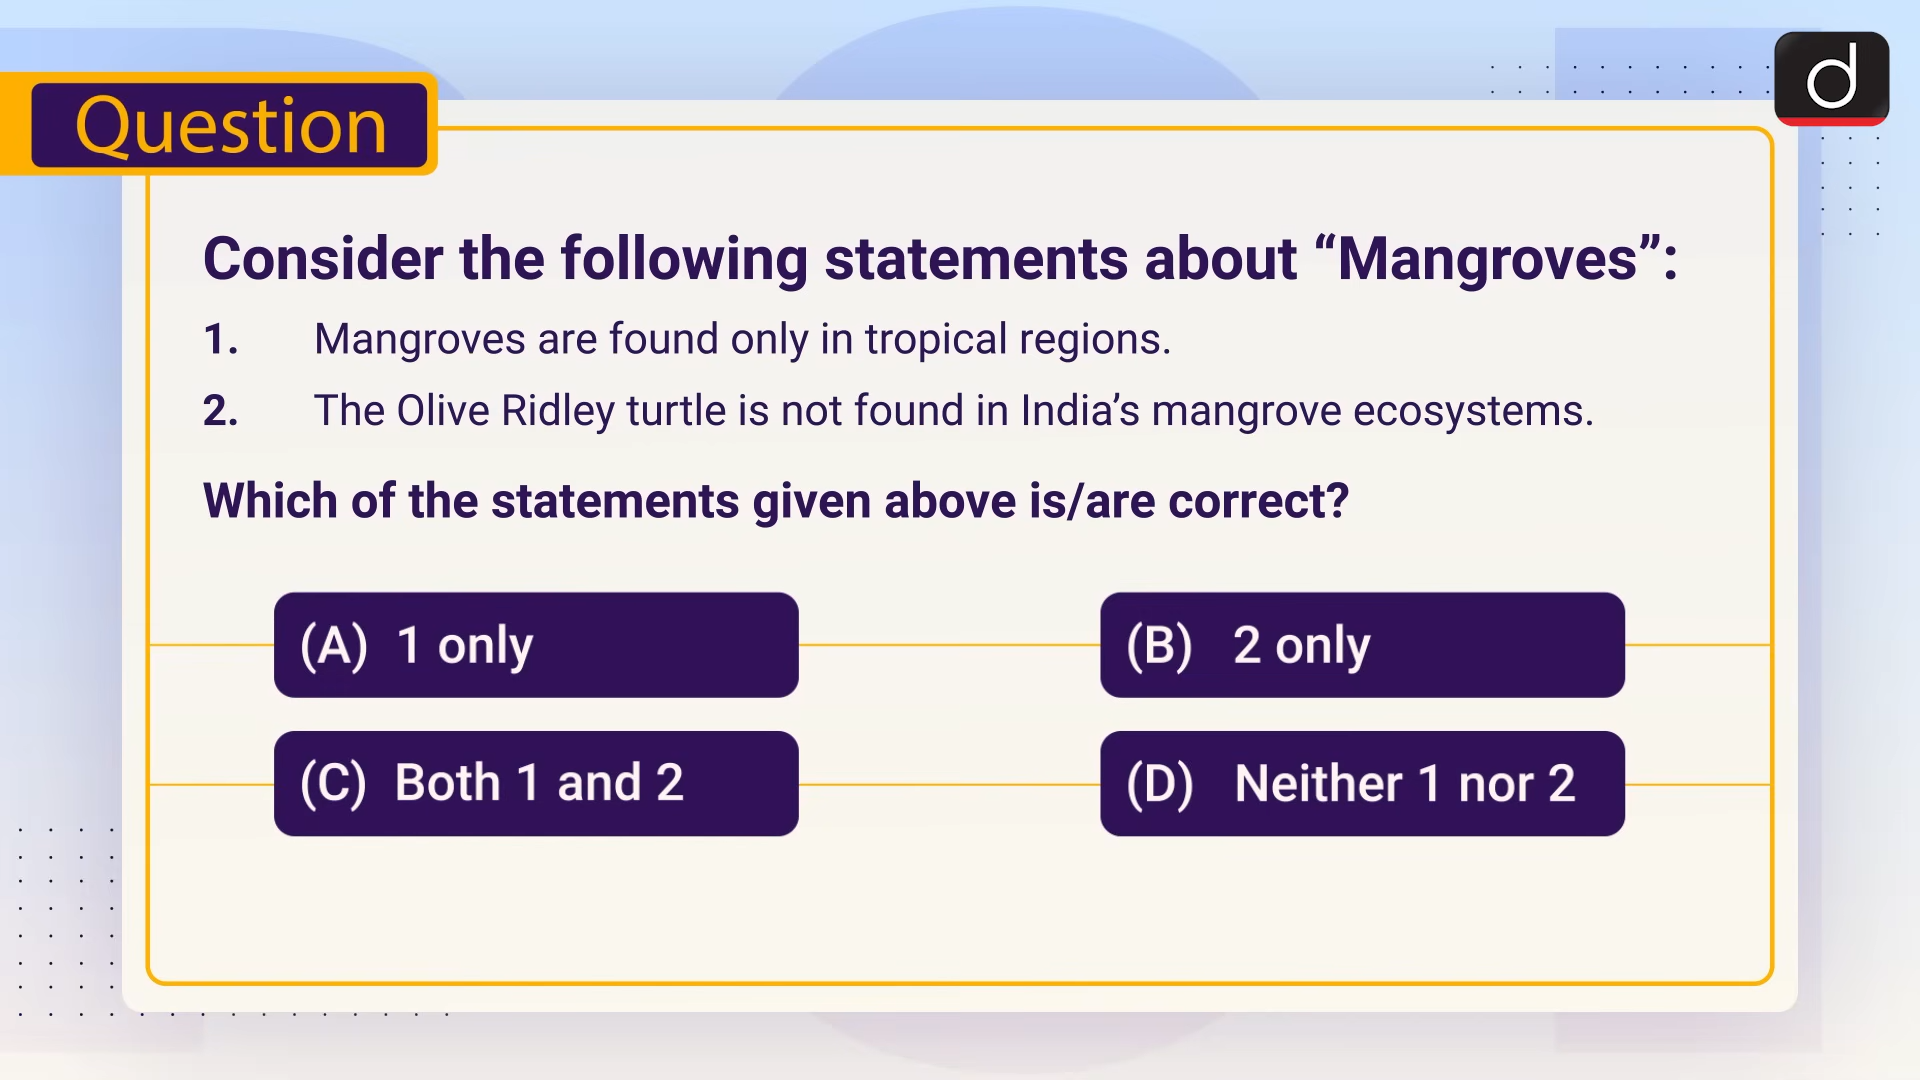 Question
d
Consider the following statements about “Mangroves”:
1. Mangroves are found only in tropical regions.
2. The Olive Ridley turtle is not found in India’s mangrove ecosystems.
Which of the statements given above is/are correct?
(A) 1 only
(B) 2 only
(C) Both 1 and 2
(D) Neither 1 nor 2